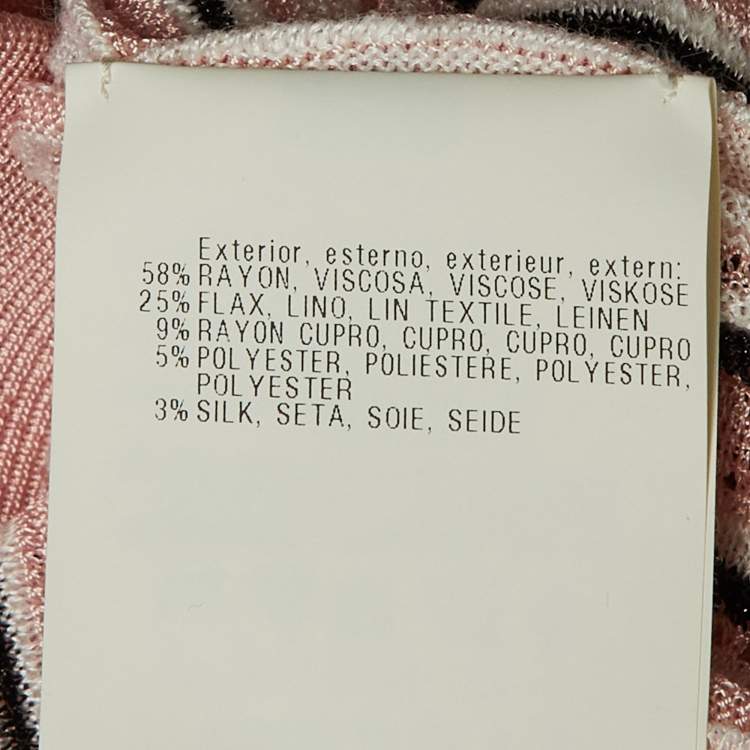 Exterior, esterno, exterieur, extern:
58% RAYON, VISCOSA, VISCOSE, VISKOSE
25% FLAX, LINO, LIN TEXTILE, LEINEN
9% RAYON CUPRO, CUPRO, CUPRO, CUPRO
5% POLYESTER, POLIESTERE, POLYESTER,
POLYESTER
3% SILK, SETA, SOIE, SEIDE